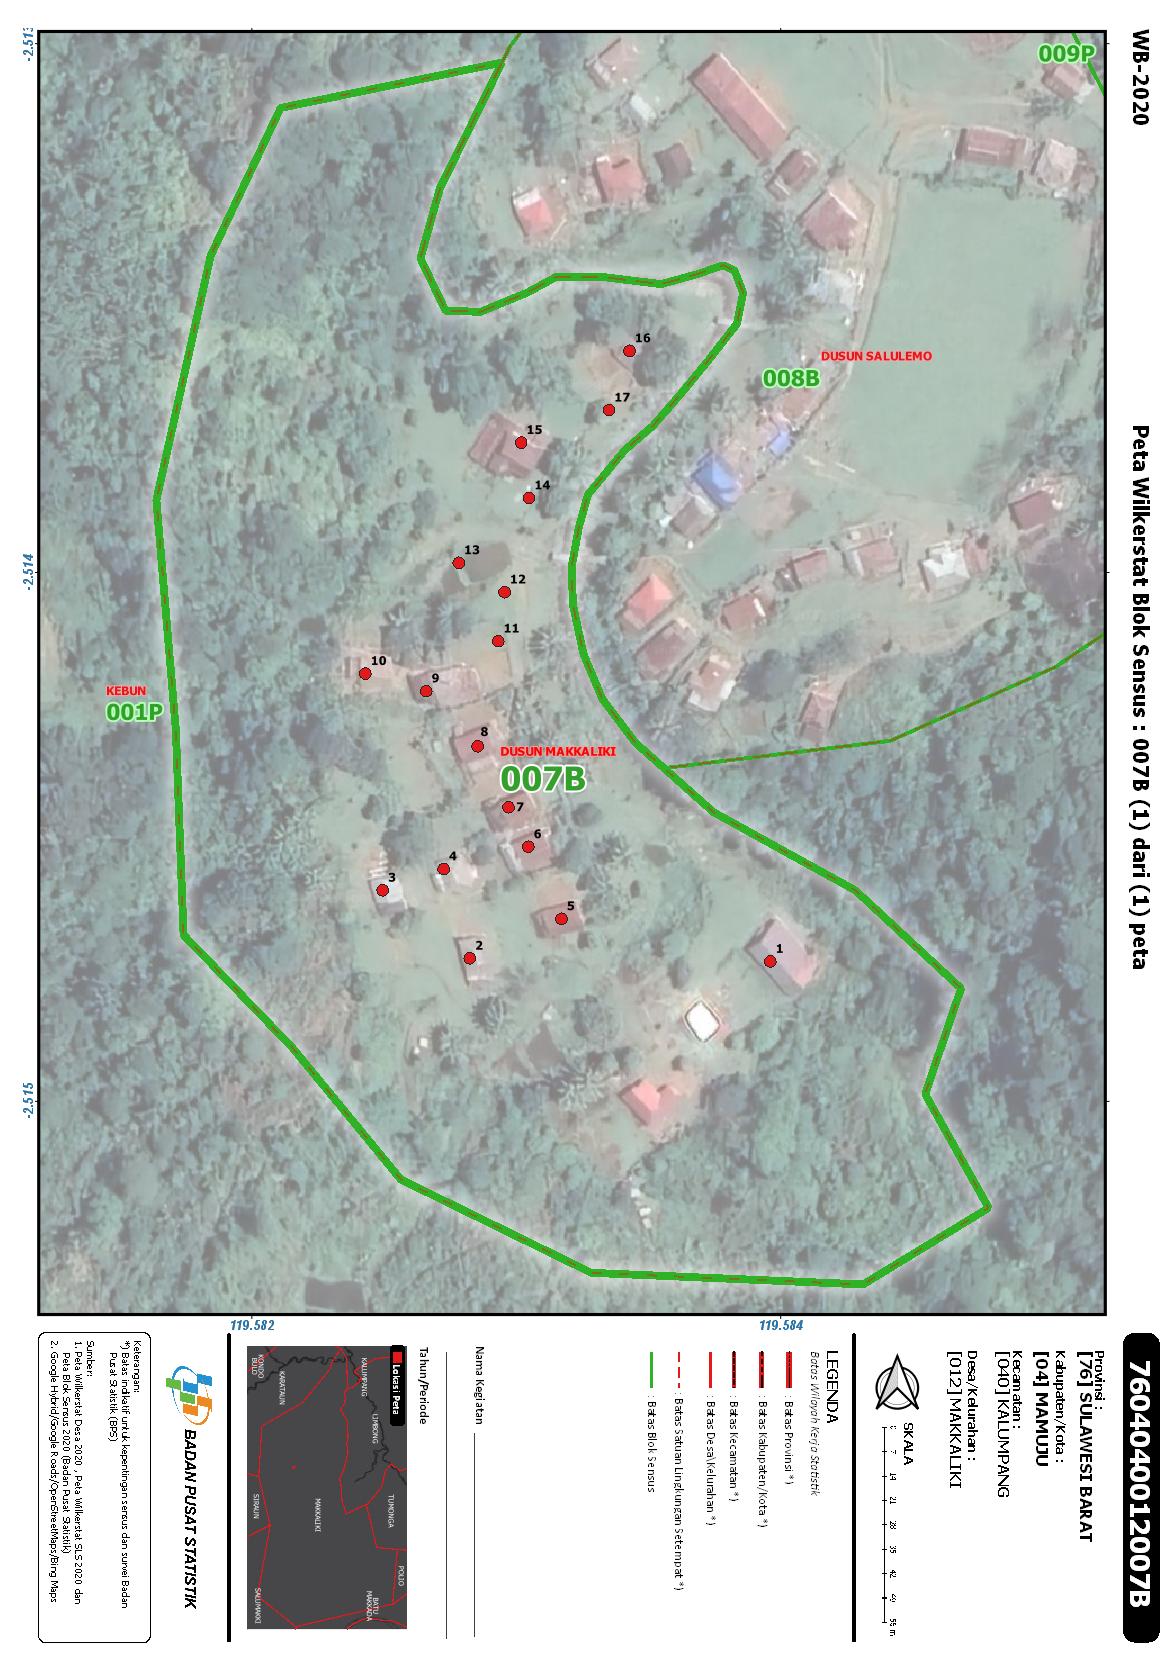 WB-2020
Peta Wilkerstat Blok Sensus : 007B (1) dari (1) peta
-2.513
-2.514
-2.515
119.582
119.584
009P
DUSUN SALULEMO
008B
KEBUN
001P
DUSUN MAKKALIKI
007B
16
17
15
14
13
12
11
10
9
8
7
6
4
3
5
2
1
7604040012007B
Provinsi :
[76] SULAWESI BARAT
Kabupaten/Kota :
[04] MAMUJU
Kecamatan :
[040] KALUMPANG
Desa/Kelurahan :
[012] MAKKALIKI
SKALA
0 7 14 21 28 35 42 49 56 m
LEGENDA
Batas Wilayah Kerja Statistik
: Batas Provinsi *)
: Batas Kabupaten/Kota *)
: Batas Kecamatan *)
: Batas Desa\Kelurahan *)
: Batas Satuan Lingkungan Setempat *)
: Batas Blok Sensus
Nama Kegiatan
Tahun/Periode
Lokasi Peta
KALUMPANG
LIMBONG
TUMONGA
POLIO
BATU MAKKADA
KARATAUN
KONDO BULO
MAKKALIKI
SIRAUN
SALUMAKKI
BADAN PUSAT STATISTIK
Keterangan:
*) Batas indikatif untuk kepentingan sensus dan survei Badan
Pusat Statistik (BPS)
Sumber:
1. Peta Wilkerstat Desa 2020 , Peta Wilkerstat SLS 2020 dan
Peta Blok Sensus 2020 (Badan Pusat Statistik)
2. Google Hybrid/Google Roads/OpenStreetMaps/Bing Maps